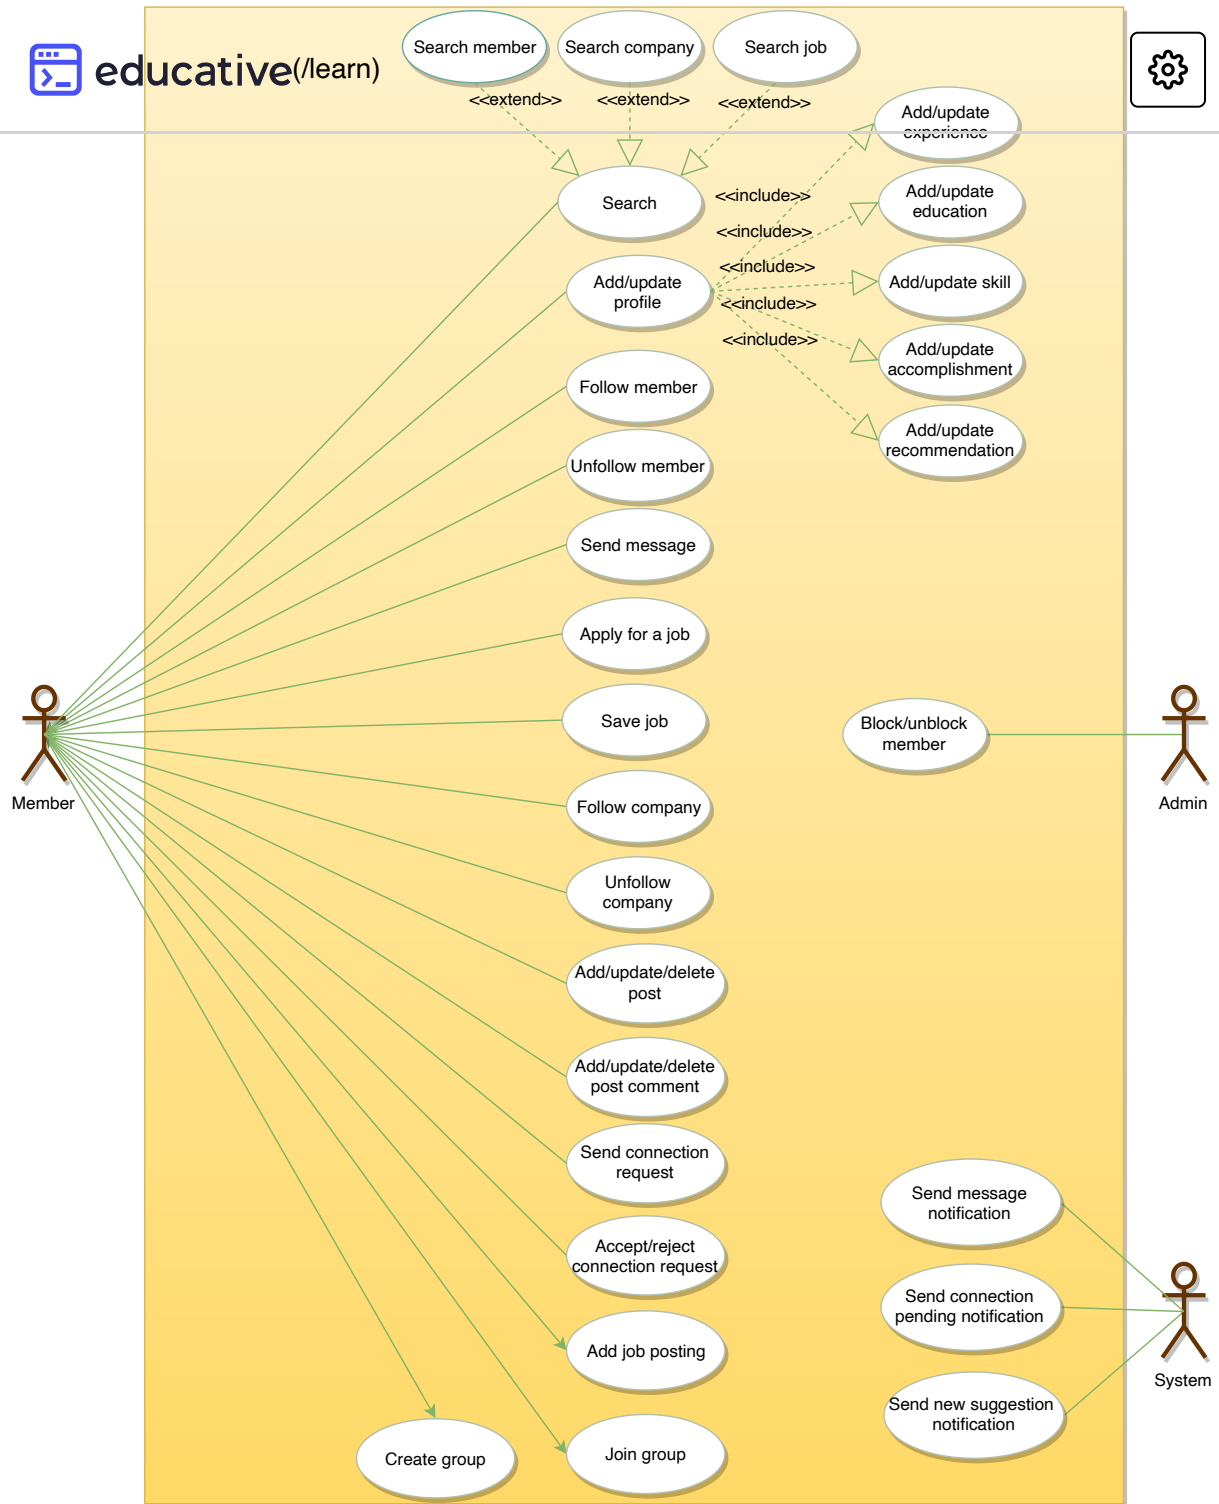 Search member
Search company
Search job
educative(/learn)
<<extend>>
<<extend>>
<<extend>>
Add/update
experience
Search
<<include>>
Add/update
education
<<include>>
<<include>>
Add/update
profile
Add/update skill
<<include>>
<<include>>
Add/update
accomplishment
Follow member
Add/update
recommendation
Unfollow member
Send message
Apply for a job
Save job
Block/unblock
member
Member
Admin
Follow company
Unfollow
company
Add/update/delete
post
Add/update/delete
post comment
Send connection
request
Send message
notification
Accept/reject
connection request
Send connection
pending notification
Add job posting
System
Send new suggestion
notification
Create group
Join group